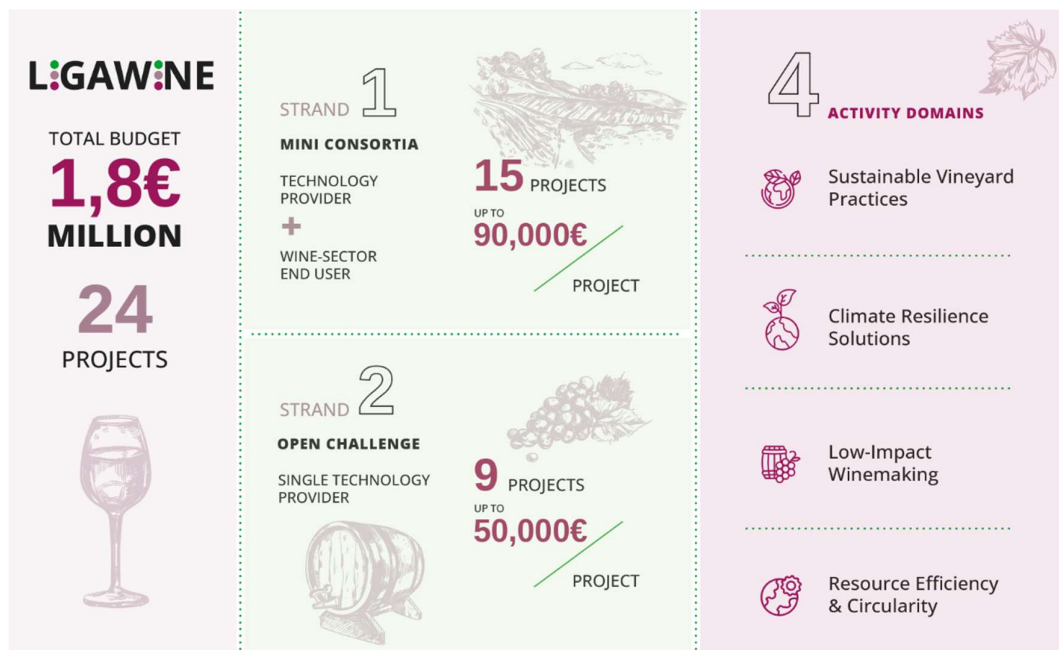 LIGAWINE
TOTAL BUDGET
1,8€
MILLION
24
PROJECTS
STRAND 1
MINI CONSORTIA
TECHNOLOGY
PROVIDER
+
WINE-SECTOR
END USER
15 PROJECTS
UP TO
90,000€
PROJECT
STRAND 2
OPEN CHALLENGE
SINGLE TECHNOLOGY
PROVIDER
9 PROJECTS
UP TO
50,000€
PROJECT
4 ACTIVITY DOMAINS
Sustainable Vineyard
Practices
Climate Resilience
Solutions
Low-Impact
Winemaking
Resource Efficiency
& Circularity